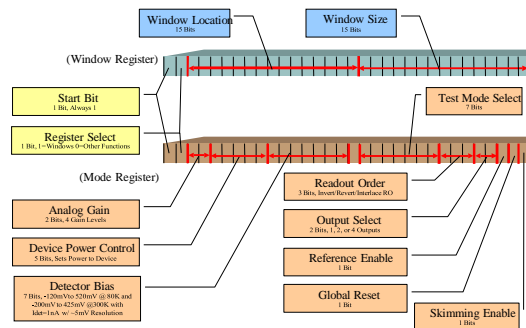 Window Location
15 Bits
Window Size
15 Bits
(Window Register)
Start Bit
1 Bit, Always 1
Test Mode Select
7 Bits
Register Select
1 Bit, 1=Windows 0=Other Functions
(Mode Register)
Readout Order
3 Bits, Invert/Revert/Interlace RO
Analog Gain
2 Bits, 4 Gain Levels
Output Select
2 Bits, 1, 2, or 4 Outputs
Device Power Control
5 Bits, Sets Power to Device
Reference Enable
1 Bit
Detector Bias
7 Bits, -120mVto 520mV @ 80K and
-200mV to 425mV @300K with
Idet=1nA w/ ~5mV Resolution
Global Reset
1 Bit
Skimming Enable
1 Bits